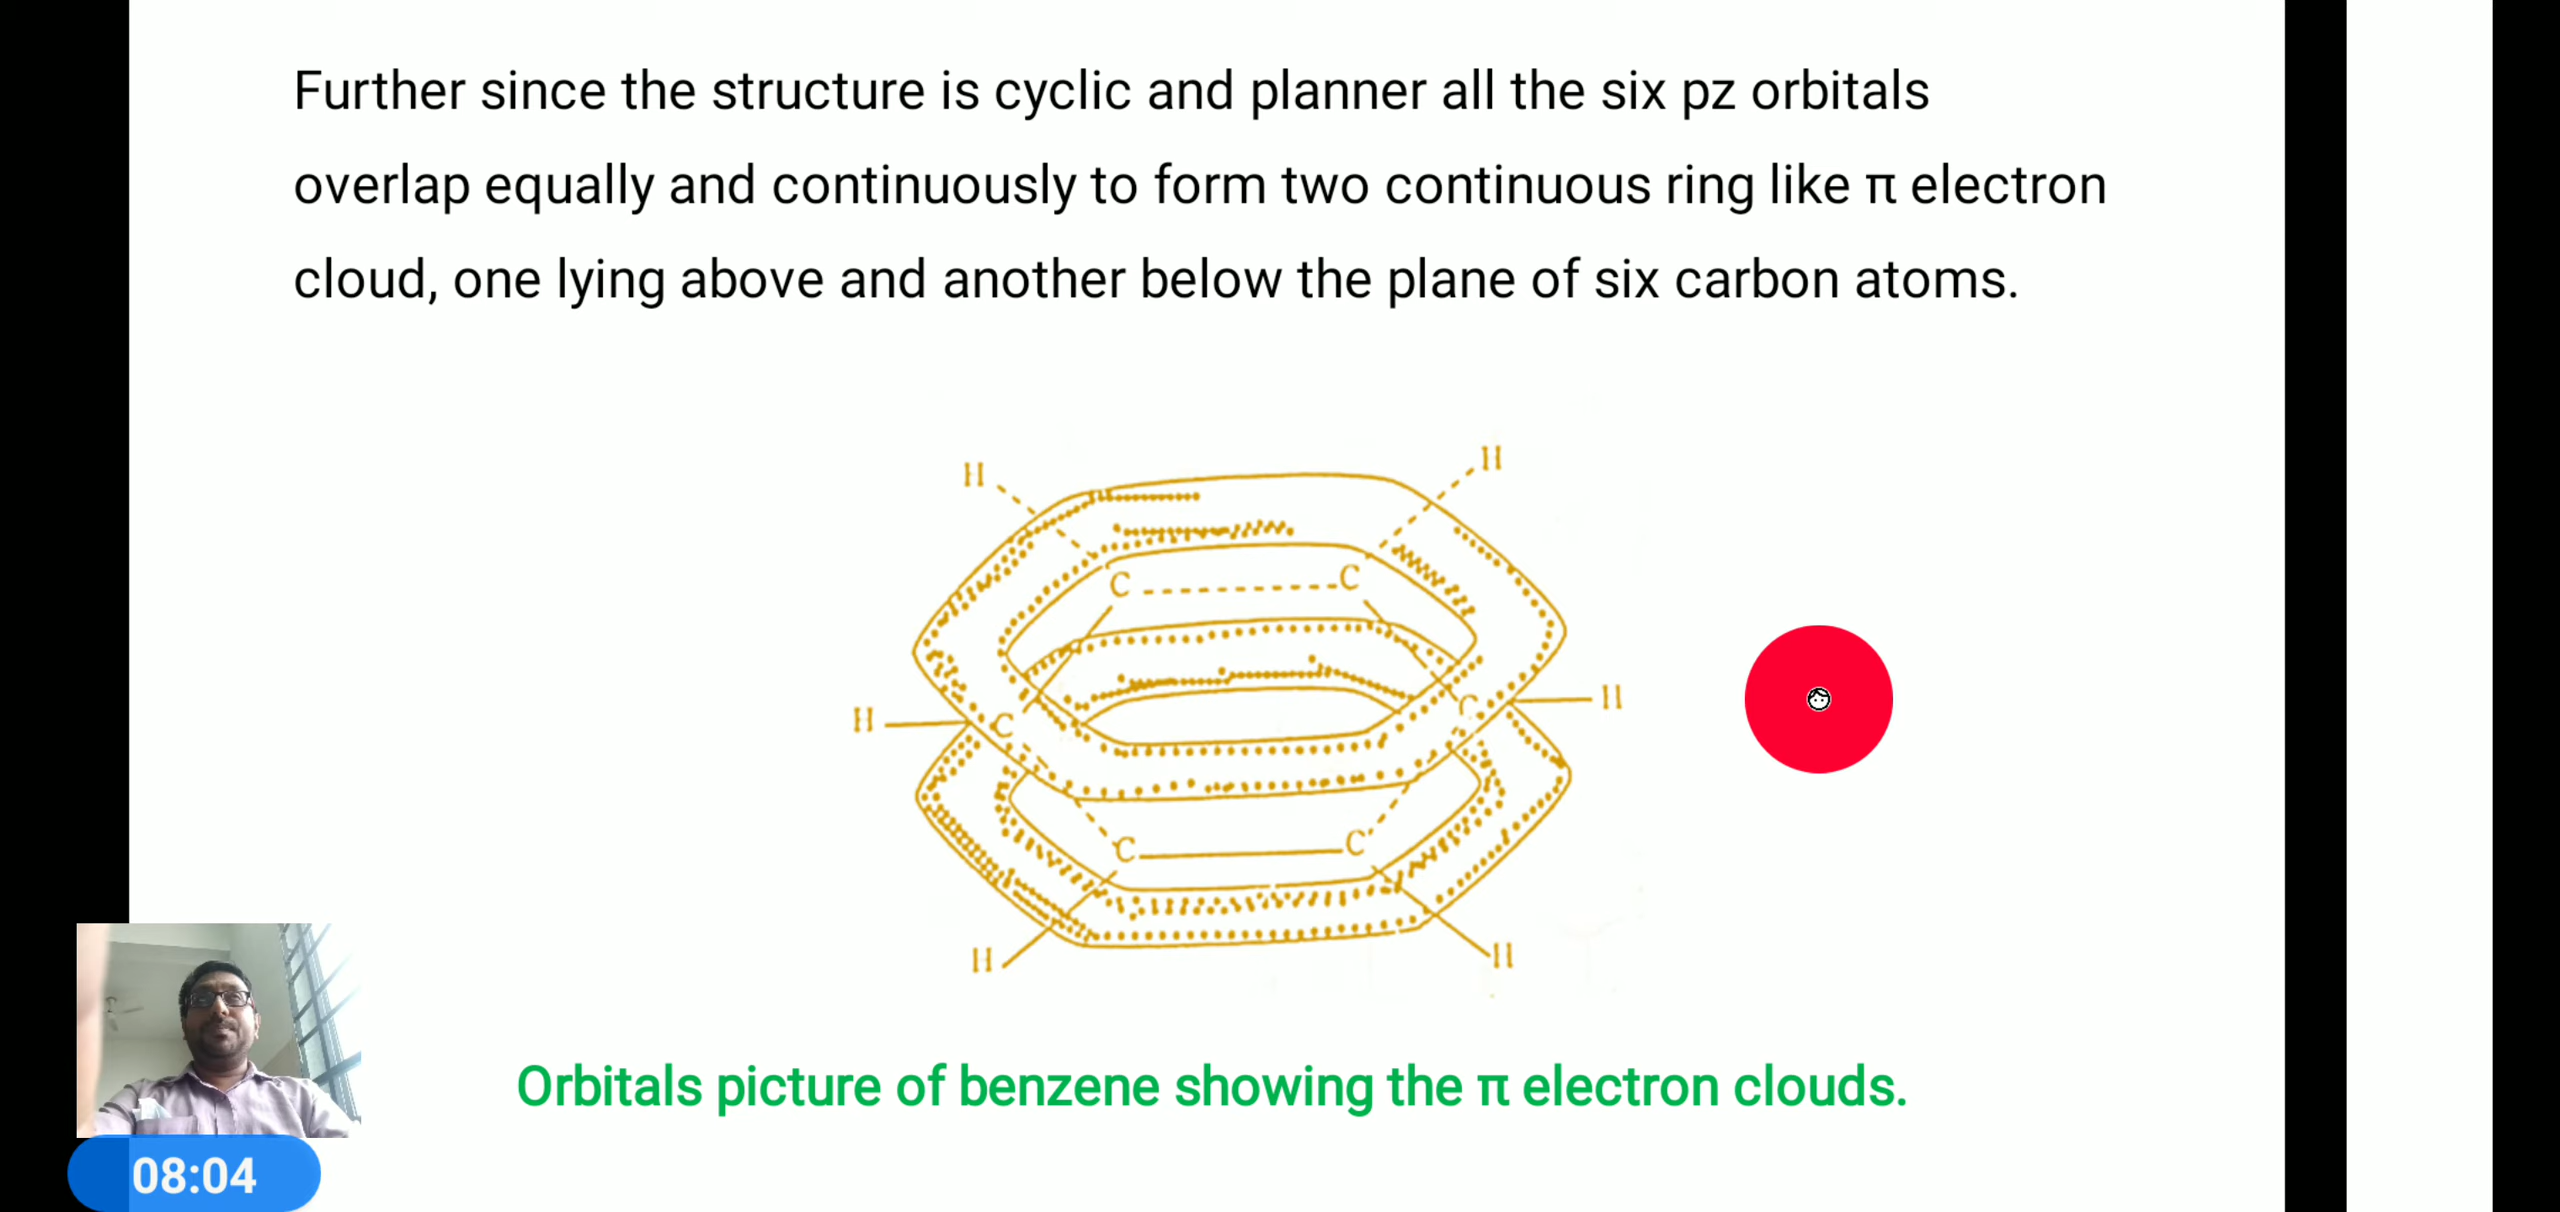 Further since the structure is cyclic and planner all the six pz orbitals
overlap equally and continuously to form two continuous ring like π electron
cloud, one lying above and another below the plane of six carbon atoms.
H H
C C
H C C H
C C
H H
Orbitals picture of benzene showing the π electron clouds.
08:04